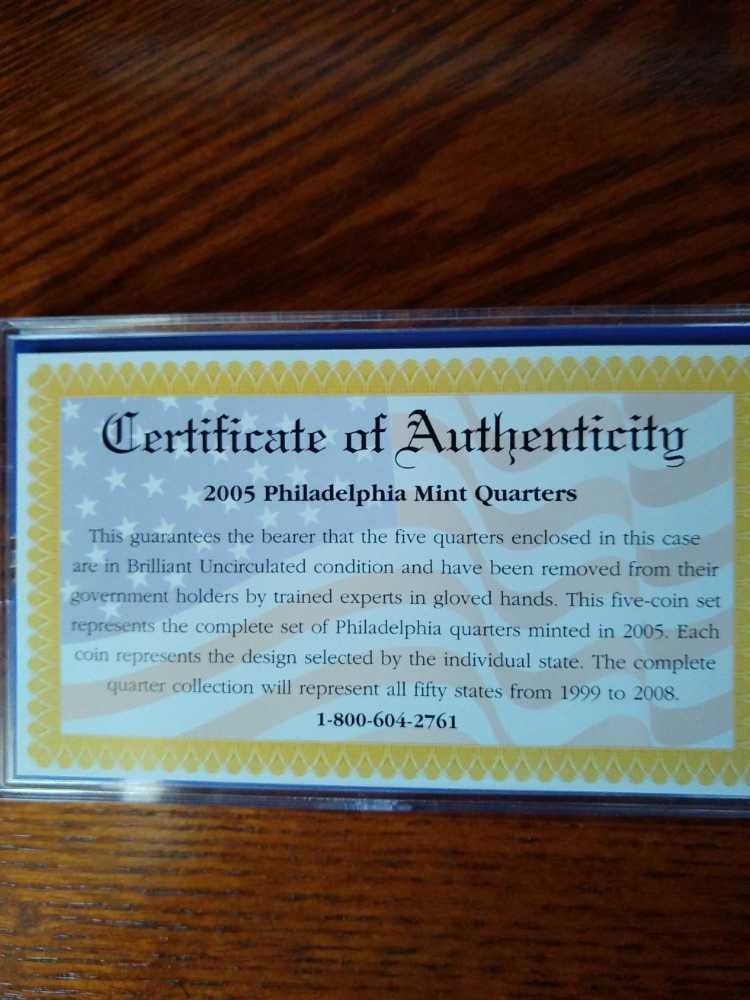 Certificate of Authenticity
2005 Philadelphia Mint Quarters
This guarantees the bearer that the five quarters enclosed in this case
are in Brilliant Uncirculated condition and have been removed from their
government holders by trained experts in gloved hands. This five-coin set
represents the complete set of Philadelphia quarters minted in 2005. Each
coin represents the design selected by the individual state. The complete
quarter collection will represent all fifty states from 1999 to 2008.
1-800-604-2761